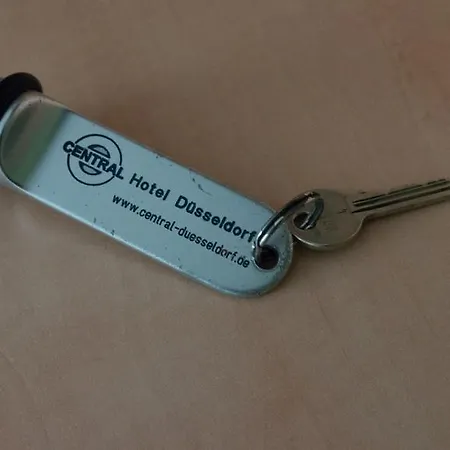 CENTRAL Hotel Düsseldorf
www.central-duesseldorf.de